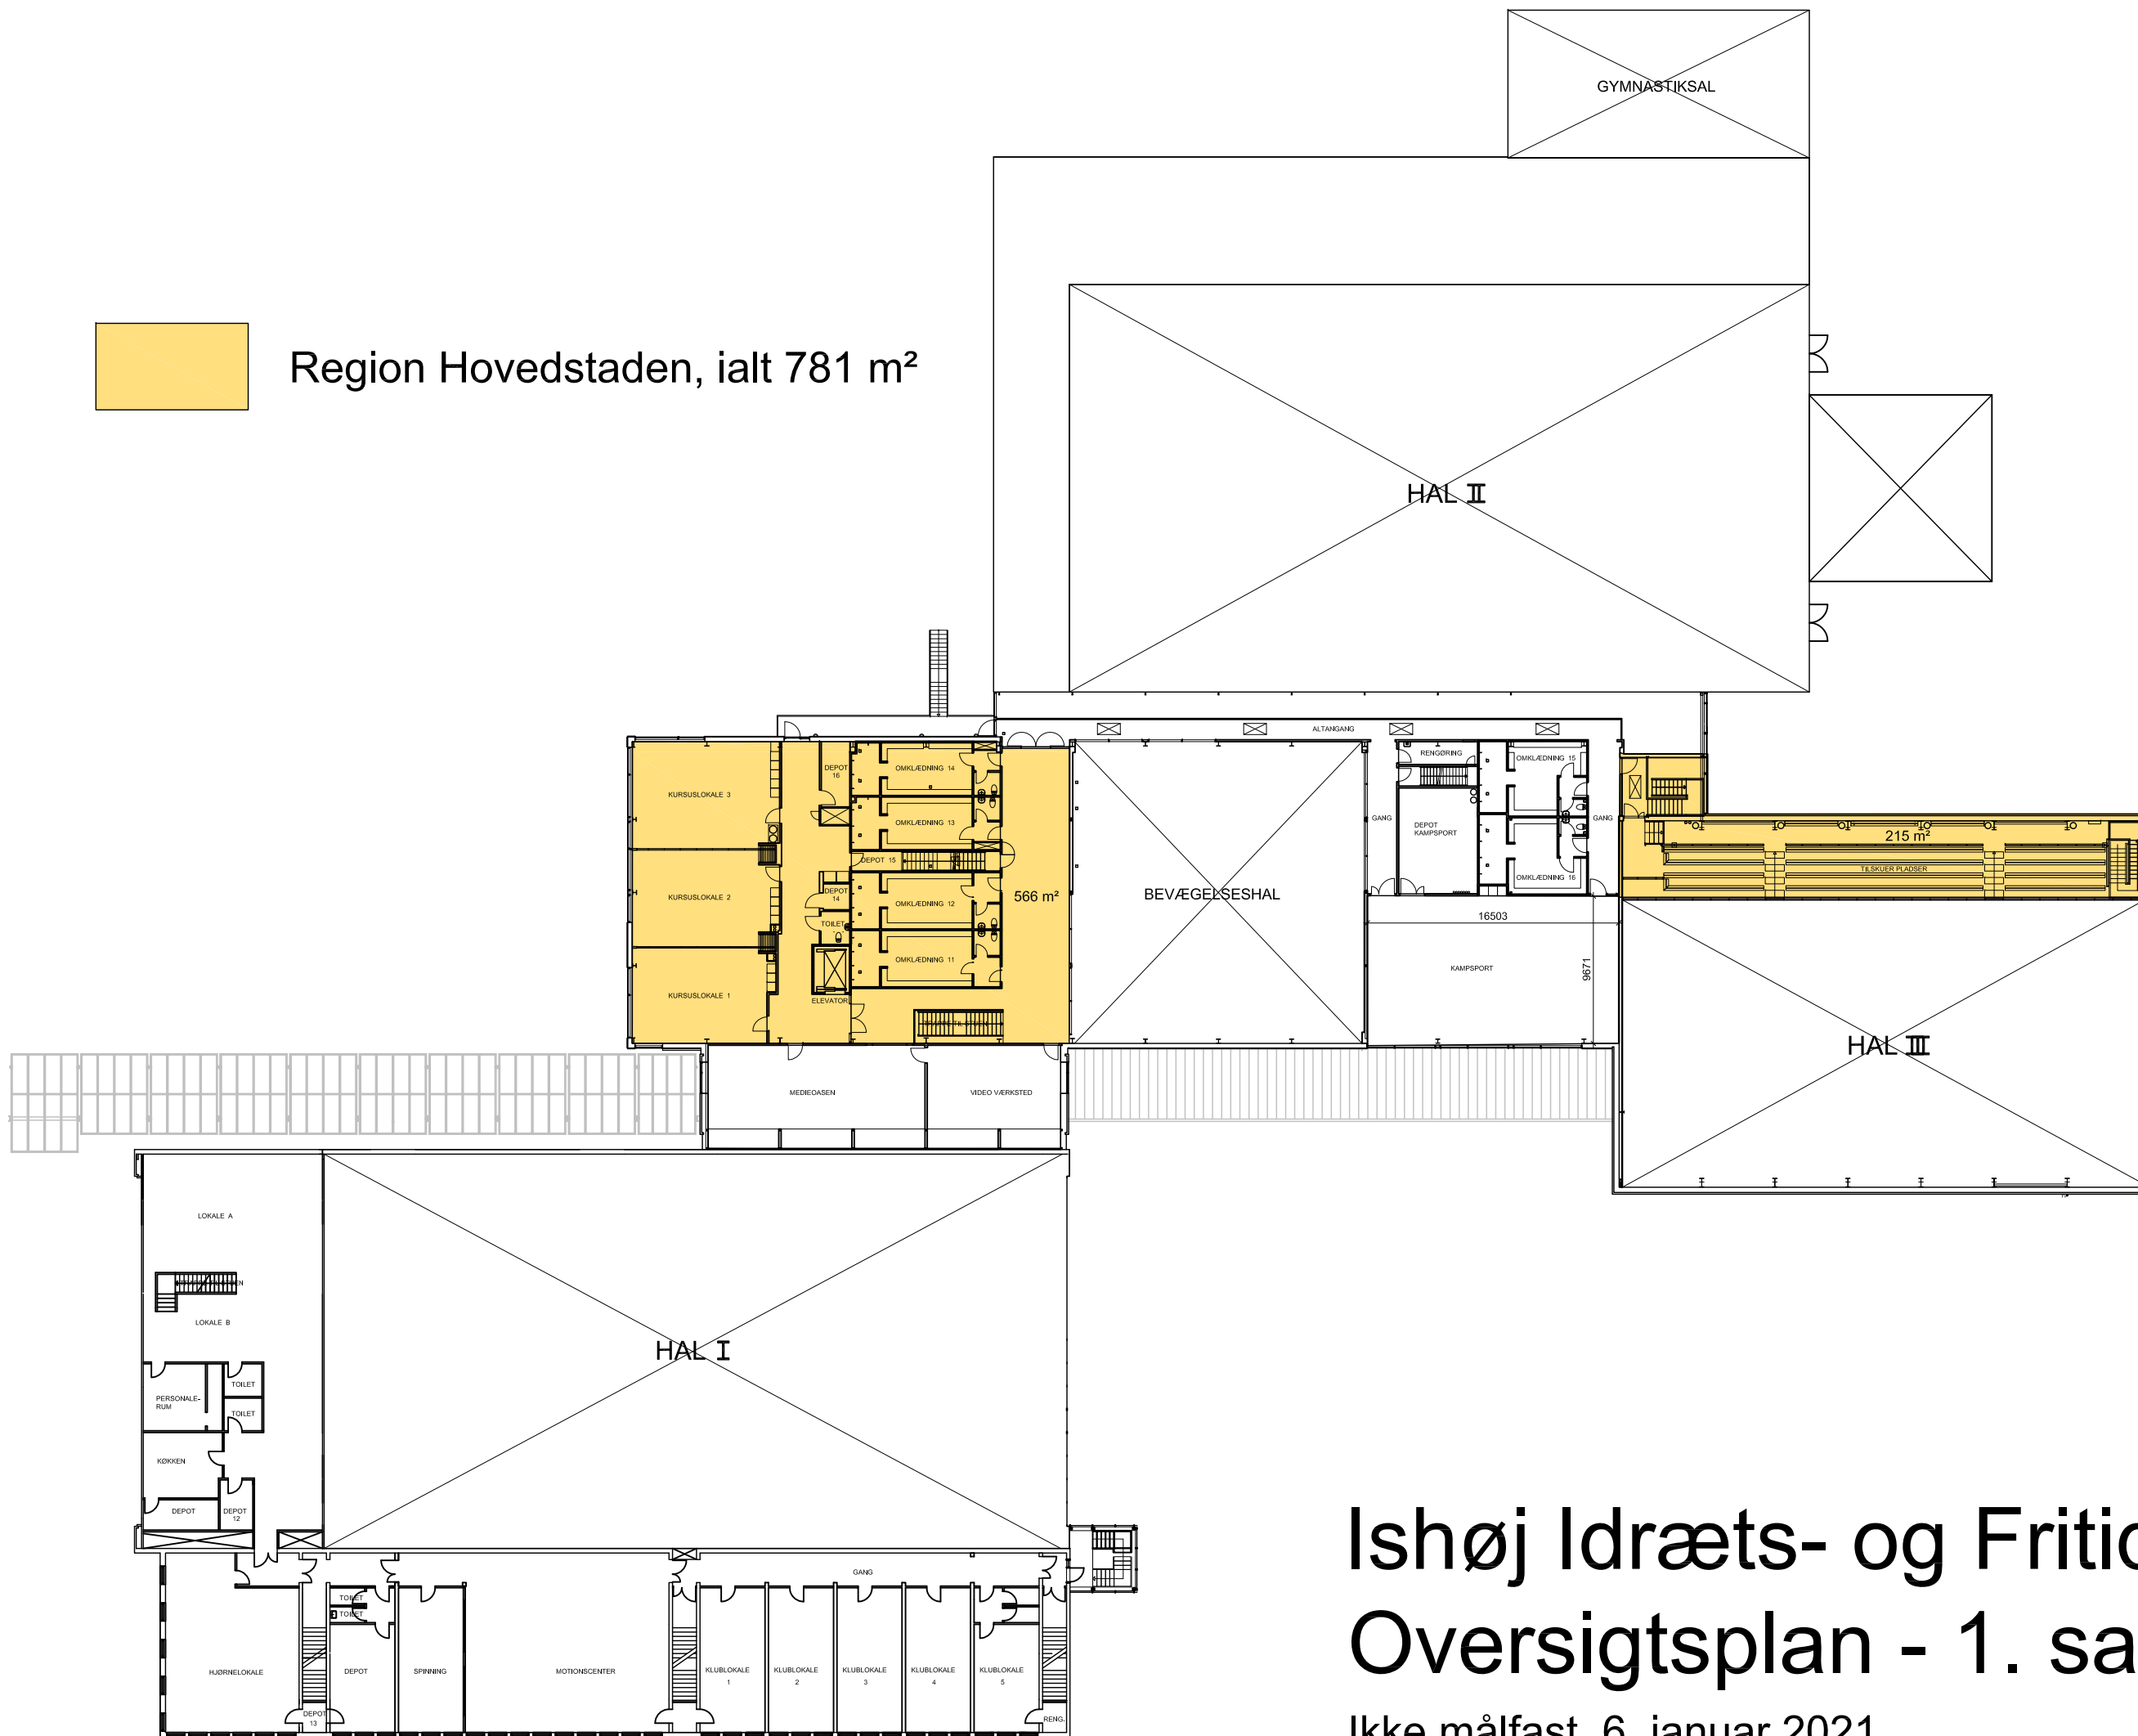 GYMNASTIKSAL
Region Hovedstaden, ialt 781 m²
HAL II
ALTANGANG
RENGØRING
OMKLÆDNING 15
DEPOT
16
OMKLÆDNING 14
KURSUSLOKALE 3
OMKLÆDNING 13
GANG
DEPOT
KAMPSPORT
GANG
215 m²
DEPOT 15
TILSKUER PLADSER
OMKLÆDNING 16
DEPOT
14
KURSUSLOKALE 2
OMKLÆDNING 12
566 m²
BEVÆGELSESHAL
16503
TOILET
OMKLÆDNING 11
KAMPSPORT
9671
KURSUSLOKALE 1
ELEVATOR
TRAPPE TIL STUEN
HAL III
MEDIEOASEN
VIDEO VÆRKSTED
LOKALE A
LOKALE B
HAL I
TOILET
PERSONALE-
RUM
TOILET
KØKKEN
DEPOT
DEPOT
12
Ishøj Idræts- og Fritid
GANG
TOILET
TOILET
Oversigtsplan - 1. sa
HJØRNELOKALE
DEPOT
SPINNING
MOTIONSCENTER
KLUBLOKALE
1
KLUBLOKALE
2
KLUBLOKALE
3
KLUBLOKALE
4
KLUBLOKALE
5
DEPOT
13
RENG.
Ikke målfast, 6. januar 2021